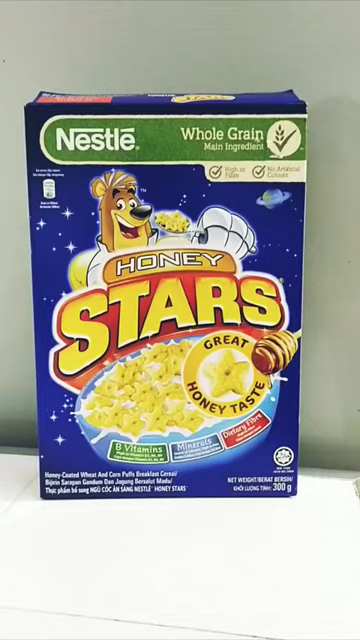 Nestlé®
Whole Grain
Main Ingredient
High in
Fibre
No Artificial
Colours
TM
HONEY
STARS®
GREAT
HONEY TASTE
B Vitamins
Minerals
Dietary Fibre
Honey-Coated Wheat And Corn Puffs Breakfast Cereal/
Bijirin Sarapan Gandum Dan Jagung Bersalut Madu/
Thực phẩm bổ sung NGŨ CỐC ĂN SÁNG NESTLÉ® HONEY STARS®
NET WEIGHT/BERAT BERSIH/
KHỐI LƯỢNG TỊNH: 300 g